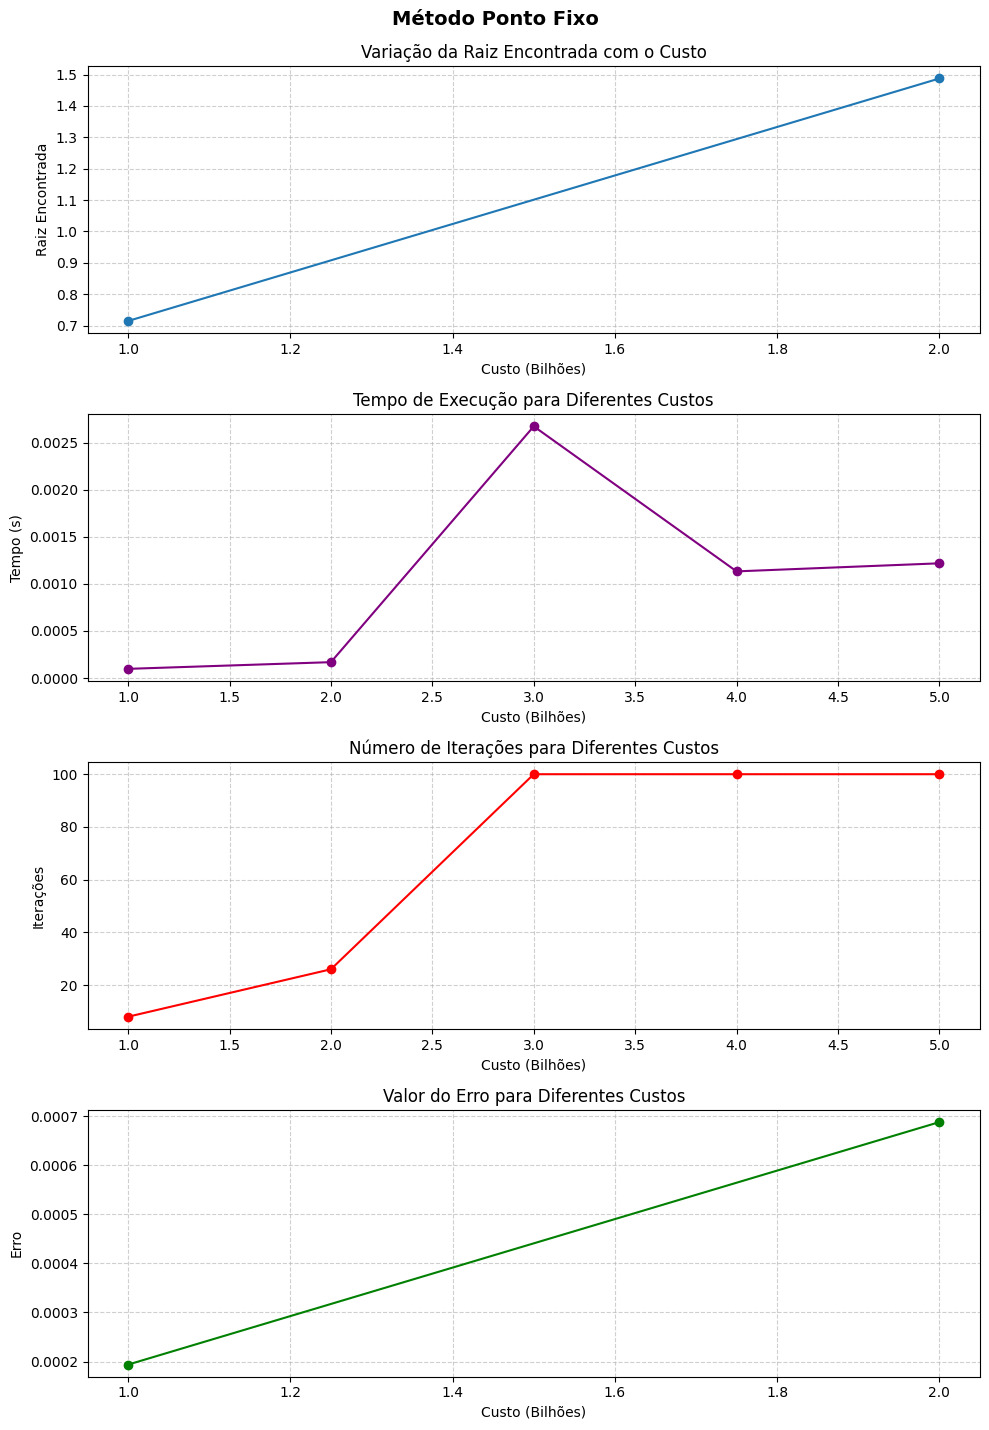 Método Ponto Fixo
Variação da Raiz Encontrada com o Custo
1.5
1.4
1.3
1.2
1.1
1.0
0.9
0.8
0.7
Raiz Encontrada
1.0 1.2 1.4 1.6 1.8 2.0
Custo (Bilhões)
Tempo de Execução para Diferentes Custos
0.0025
0.0020
0.0015
0.0010
0.0005
0.0000
Tempo (s)
1.0 1.5 2.0 2.5 3.0 3.5 4.0 4.5 5.0
Custo (Bilhões)
Número de Iterações para Diferentes Custos
100
80
60
40
20
Iterações
1.0 1.5 2.0 2.5 3.0 3.5 4.0 4.5 5.0
Custo (Bilhões)
Valor do Erro para Diferentes Custos
0.0007
0.0006
0.0005
0.0004
0.0003
0.0002
Erro
1.0 1.2 1.4 1.6 1.8 2.0
Custo (Bilhões)